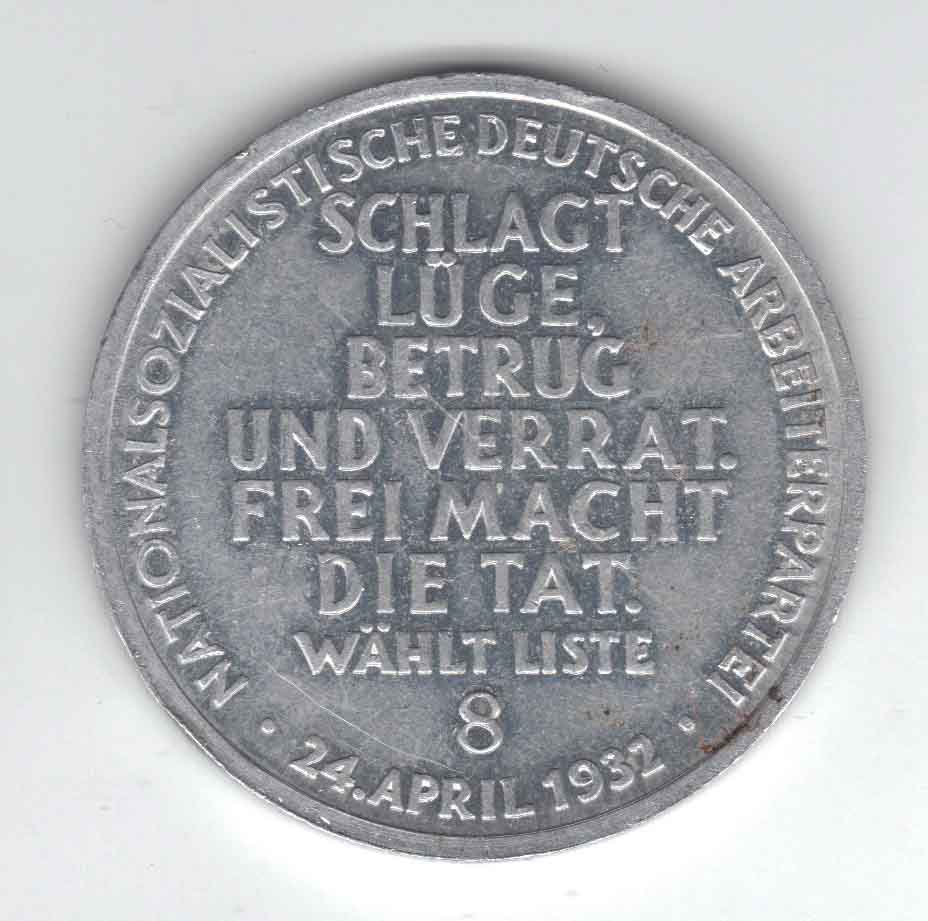 NATIONALSOZIALISTISCHE DEUTSCHE ARBEITERPARTEI
SCHLAGT
LÜGE,
BETRUG
UND VERRAT.
FREI MACHT
DIE TAT.
WÄHLT LISTE
8
· 24. APRIL 1932 ·